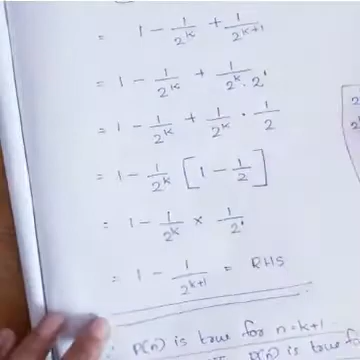 = 1 - 1/2^k + 1/2^(k+1)
= 1 - 1/2^k + 1/(2^k · 2^1)
= 1 - 1/2^k + 1/2^k · 1/2
= 1 - 1/2^k [1 - 1/2]
= 1 - 1/2^k × 1/2^1
= 1 - 1/2^(k+1) = RHS
∴ P(n) is true for n=k+1
P(n) is true f